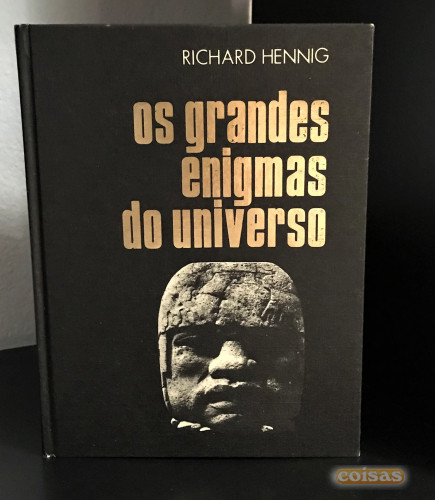 RICHARD HENNIG
os grandes
enigmas
do universo
coisas